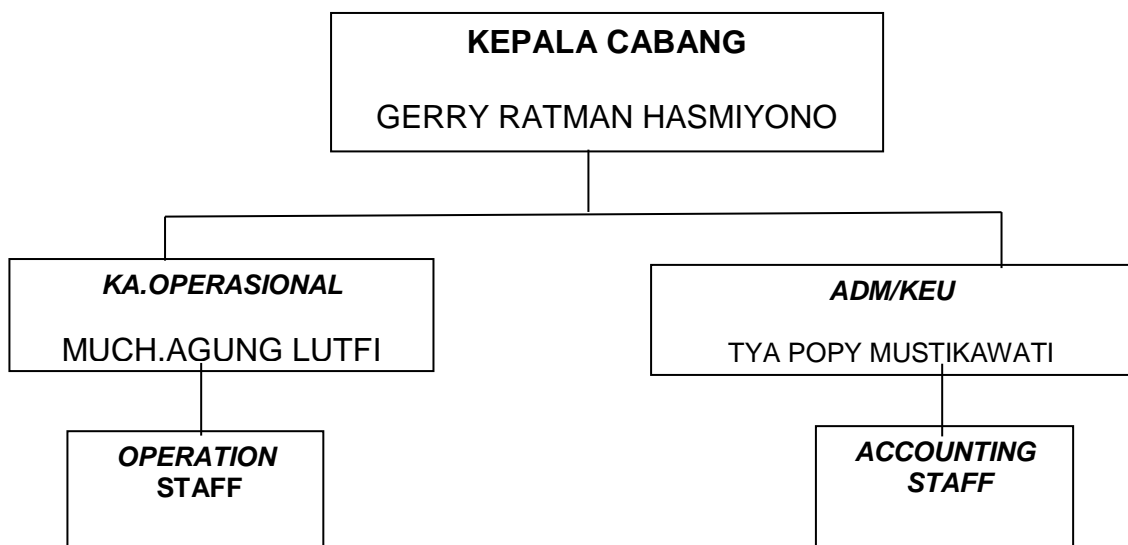 KEPALA CABANG
GERRY RATMAN HASMIYONO
KA.OPERASIONAL
MUCH.AGUNG LUTFI
ADM/KEU
TYA POPY MUSTIKAWATI
OPERATION
STAFF
ACCOUNTING
STAFF